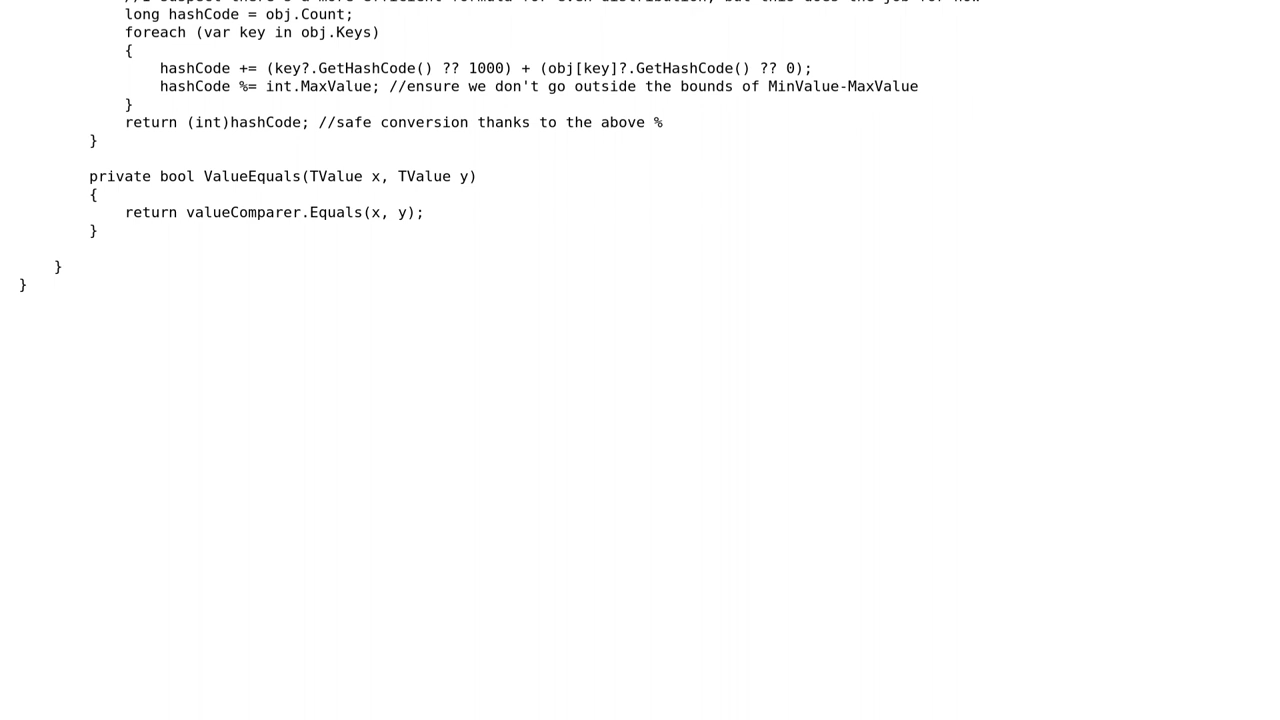 long hashCode = obj.Count;
foreach (var key in obj.Keys)
{
hashCode += (key?.GetHashCode() ?? 1000) + (obj[key]?.GetHashCode() ?? 0);
hashCode %= int.MaxValue; //ensure we don't go outside the bounds of MinValue-MaxValue
}
return (int)hashCode; //safe conversion thanks to the above %
}
private bool ValueEquals(TValue x, TValue y)
{
return valueComparer.Equals(x, y);
}
}
}